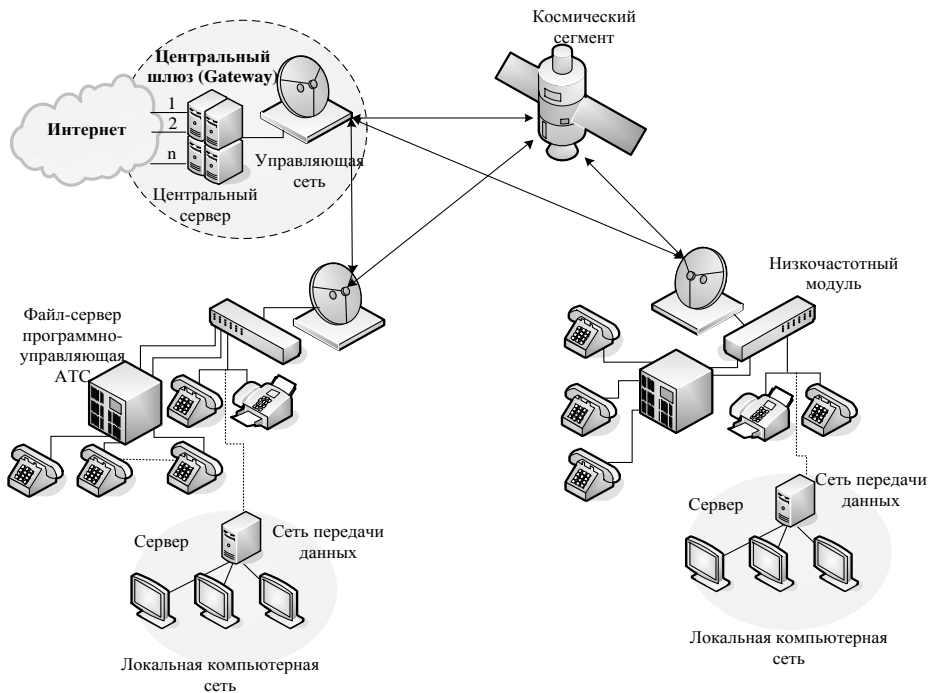 Космический
сегмент
Центральный
шлюз (Gateway)
Интернет
1
2
n
Управляющая
сеть
Центральный
сервер
Низкочастотный
модуль
Файл-сервер
программно-
управляющая
АТС
Сервер
Сеть передачи
данных
Локальная компьютерная
сеть
Сервер
Сеть передачи
данных
Локальная компьютерная
сеть